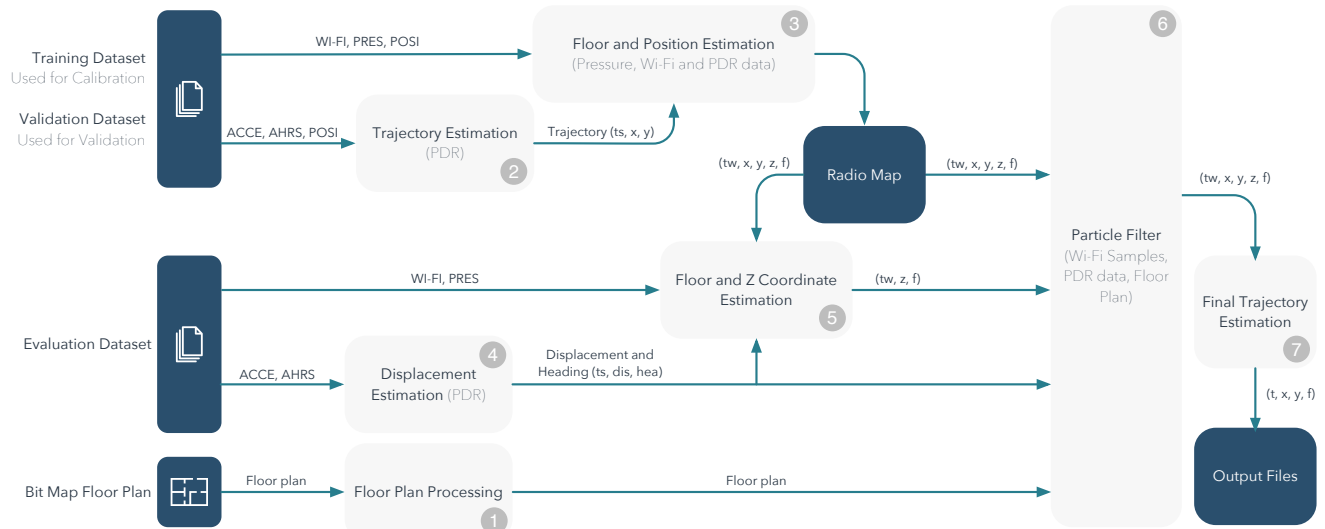 Training Dataset
Used for Calibration
Validation Dataset
Used for Validation
WI-FI, PRES, POSI
ACCE, AHRS, POSI
Trajectory Estimation
(PDR)
2
Trajectory (ts, x, y)
3
Floor and Position Estimation
(Pressure, Wi-Fi and PDR data)
Radio Map
(tw, x, y, z, f)
(tw, x, y, z, f)
Evaluation Dataset
WI-FI, PRES
Floor and Z Coordinate
Estimation
5
(tw, z, f)
ACCE, AHRS
4
Displacement
Estimation (PDR)
Displacement and
Heading (ts, dis, hea)
Bit Map Floor Plan
Floor plan
Floor Plan Processing
1
Floor plan
6
Particle Filter
(Wi-Fi Samples,
PDR data, Floor
Plan)
(tw, x, y, z, f)
Final Trajectory
Estimation
7
(t, x, y, f)
Output Files